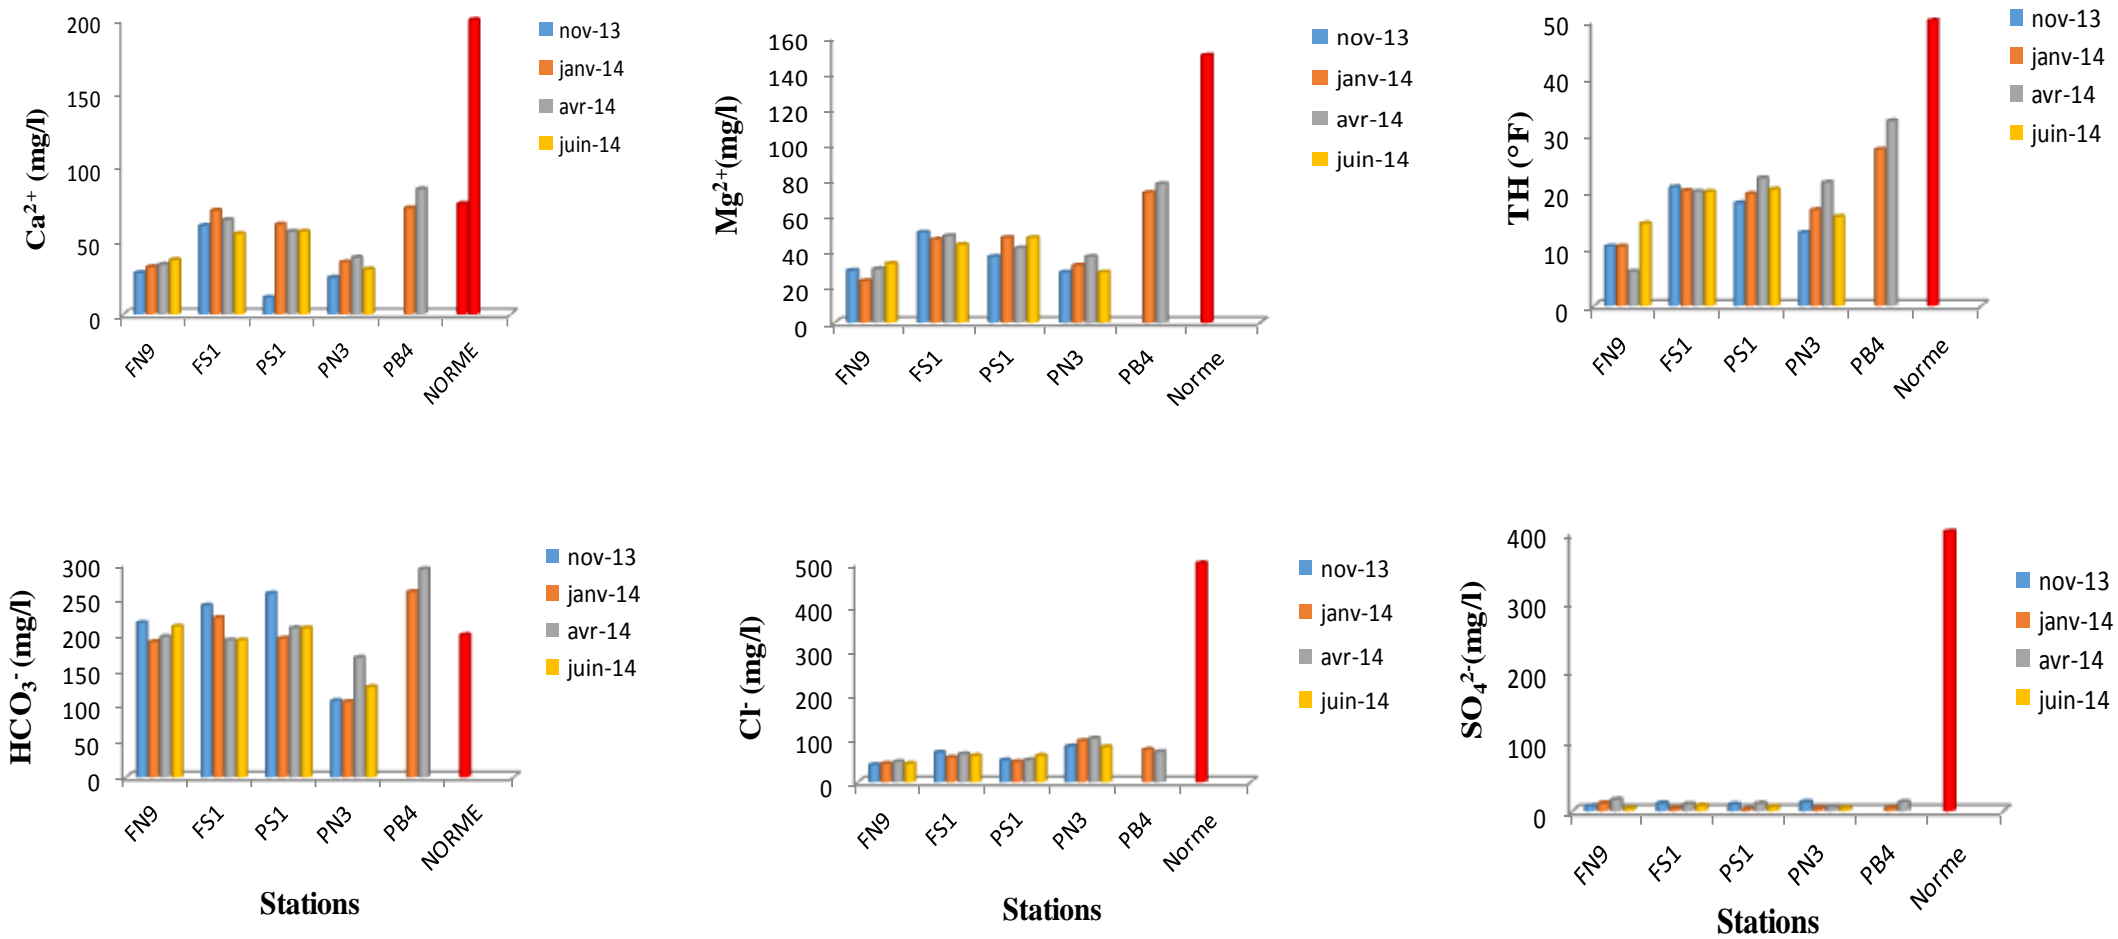 Ca²⁺ (mg/l)
200
150
100
50
0
FN9
FS1
PS1
PN3
PB4
NORME
nov-13
janv-14
avr-14
juin-14
Mg²⁺(mg/l)
160
140
120
100
80
60
40
20
0
FN9
FS1
PS1
PN3
PB4
Norme
nov-13
janv-14
avr-14
juin-14
TH (°F)
50
40
30
20
10
0
FN9
FS1
PS1
PN3
PB4
Norme
nov-13
janv-14
avr-14
juin-14
HCO₃⁻ (mg/l)
300
250
200
150
100
50
0
FN9
FS1
PS1
PN3
PB4
NORME
nov-13
janv-14
avr-14
juin-14
Stations
Cl⁻ (mg/l)
500
400
300
200
100
0
FN9
FS1
PS1
PN3
PB4
Norme
nov-13
janv-14
avr-14
juin-14
Stations
SO₄²⁻(mg/l)
400
300
200
100
0
FN9
FS1
PS1
PN3
PB4
Norme
nov-13
janv-14
avr-14
juin-14
Stations